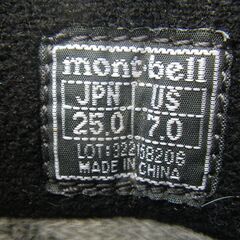 mont·bell
JPN US
25.0 7.0
MADE IN CHINA